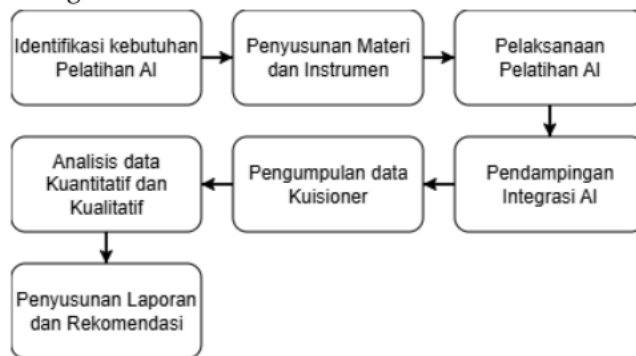 Identifikasi kebutuhan
Pelatihan AI
Penyusunan Materi
dan Instrumen
Pelaksanaan
Pelatihan AI
Pendampingan
Integrasi AI
Pengumpulan data
Kuisioner
Analisis data
Kuantitatif dan
Kualitatif
Penyusunan Laporan
dan Rekomendasi